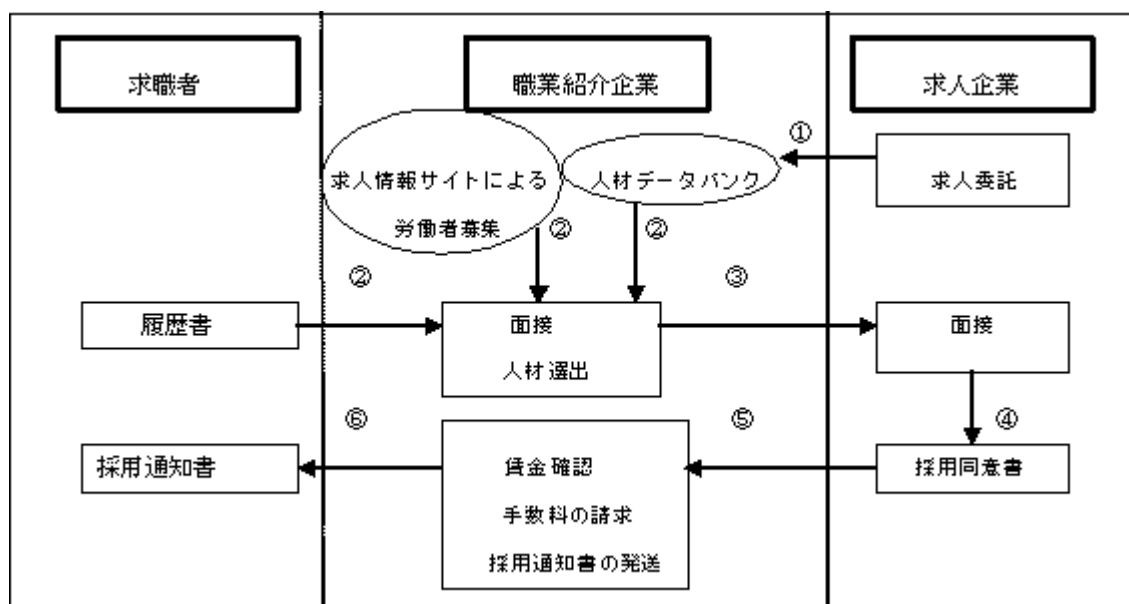 求職者
職業紹介企業
求人企業
①
求人情報サイトによる
労働者募集
人材データバンク
求人委託
②
②
②
③
履歴書
面接
人材選出
面接
⑥
⑤
④
採用通知書
賃金確認
手数料の請求
採用通知書の発送
採用同意書